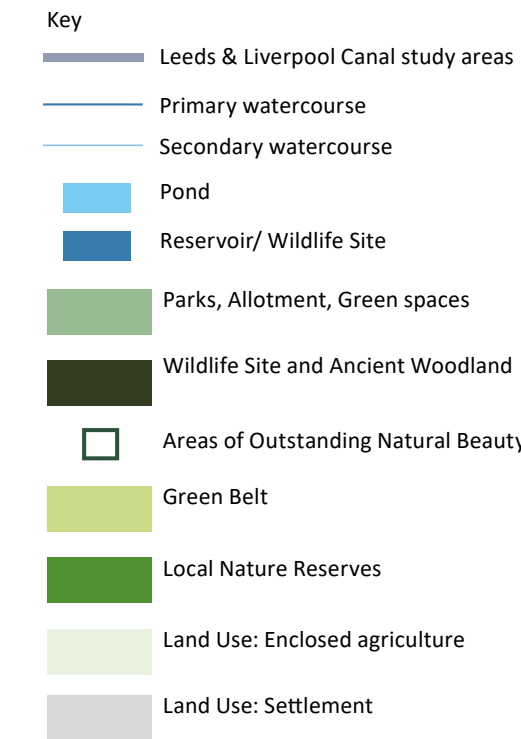 Key
Leeds & Liverpool Canal study areas
Primary watercourse
Secondary watercourse
Pond
Reservoir/ Wildlife Site
Parks, Allotment, Green spaces
Wildlife Site and Ancient Woodland
Areas of Outstanding Natural Beauty
Green Belt
Local Nature Reserves
Land Use: Enclosed agriculture
Land Use: Settlement